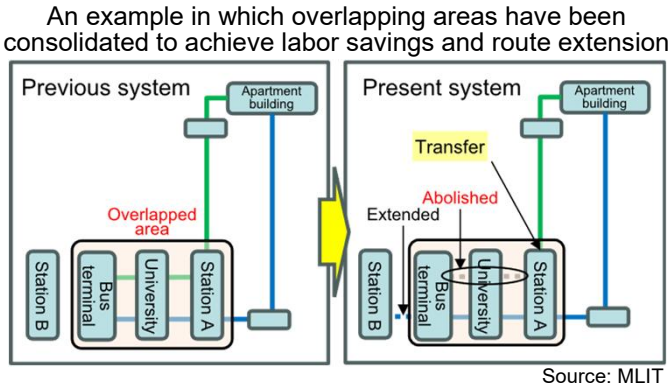 An example in which overlapping areas have been
consolidated to achieve labor savings and route extension
Previous system
Apartment
building
Overlapped
area
Station B
Bus
terminal
University
Station A
Present system
Apartment
building
Transfer
Abolished
Extended
Station B
Bus
terminal
University
Station A
Source: MLIT